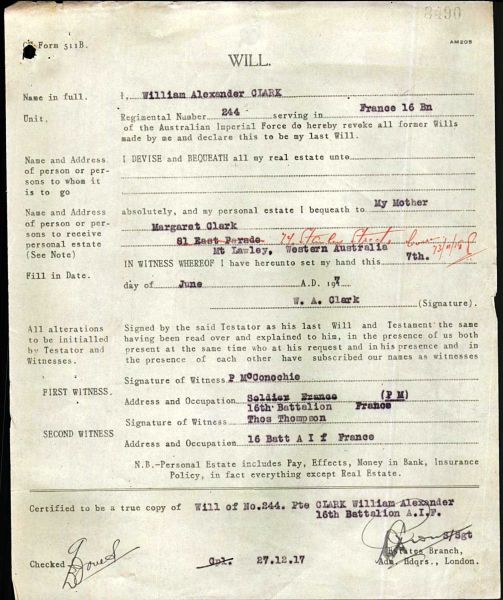 8490
Form 511B.
AM205
WILL.
Name in full.
I, William Alexander CLARK
Unit.
Regimental Number 244 serving in France 16 Bn
of the Australian Imperial Force do hereby revoke all former Wills
made by me and declare this to be my last Will.
Name and Address
of person or per-
sons to whom it
is to go
I DEVISE and BEQUEATH all my real estate unto
Name and Address
of person or per-
sons to receive
personal estate
(See Note)
absolutely, and my personal estate I bequeath to My Mother
Margaret Clark
81 East Parade 74 Stanley Street
Mt Lawley, Western Australia
Fill in Date.
IN WITNESS WHEREOF I have hereunto set my hand this 7th.
day of June A.D. 1917
W. A. Clark (Signature).
All alterations
to be initialled
by Testator and
Witnesses.
Signed by the said Testator as his last Will and Testament the same
having been read over and explained to him, in the presence of us both
present at the same time who at his request and in his presence and in
the presence of each other have subscribed our names as witnesses
FIRST WITNESS.
Signature of Witness P McConochie
Address and Occupation Soldier France (P M)
16th Battalion France
SECOND WITNESS
Signature of Witness Thos Thompson
Address and Occupation 16 Batt A I f France
N.B.-Personal Estate includes Pay, Effects, Money in Bank, Insurance
Policy, in fact everything except Real Estate.
Certified to be a true copy of Will of No.244. Pte CLARK William Alexander
16th Battalion A.I.F.
S/Sgt
Estates Branch,
Adm. Hdqrs., London.
Checked
Cpl. 27.12.17